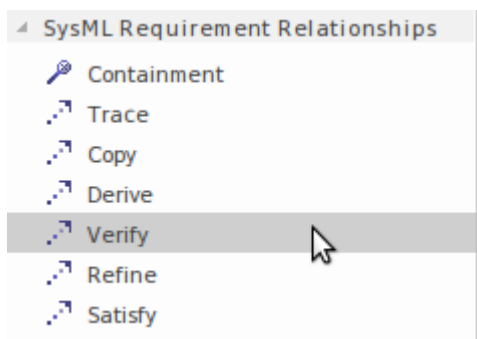 SysML Requirement Relationships
Containment
Trace
Copy
Derive
Verify
Refine
Satisfy